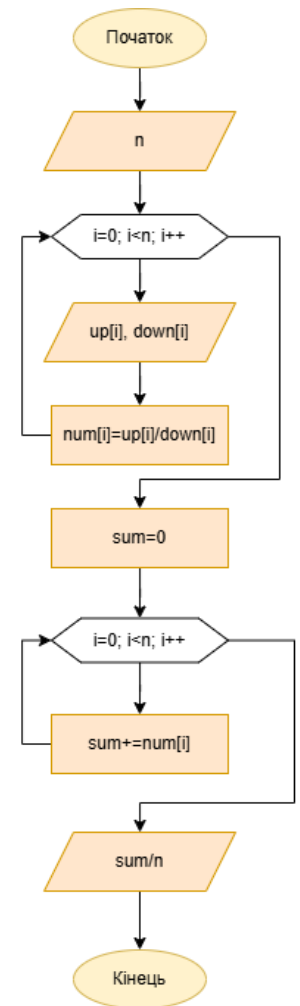 Початок
n
i=0; i<n; i++
up[i], down[i]
num[i]=up[i]/down[i]
sum=0
i=0; i<n; i++
sum+=num[i]
sum/n
Кінець